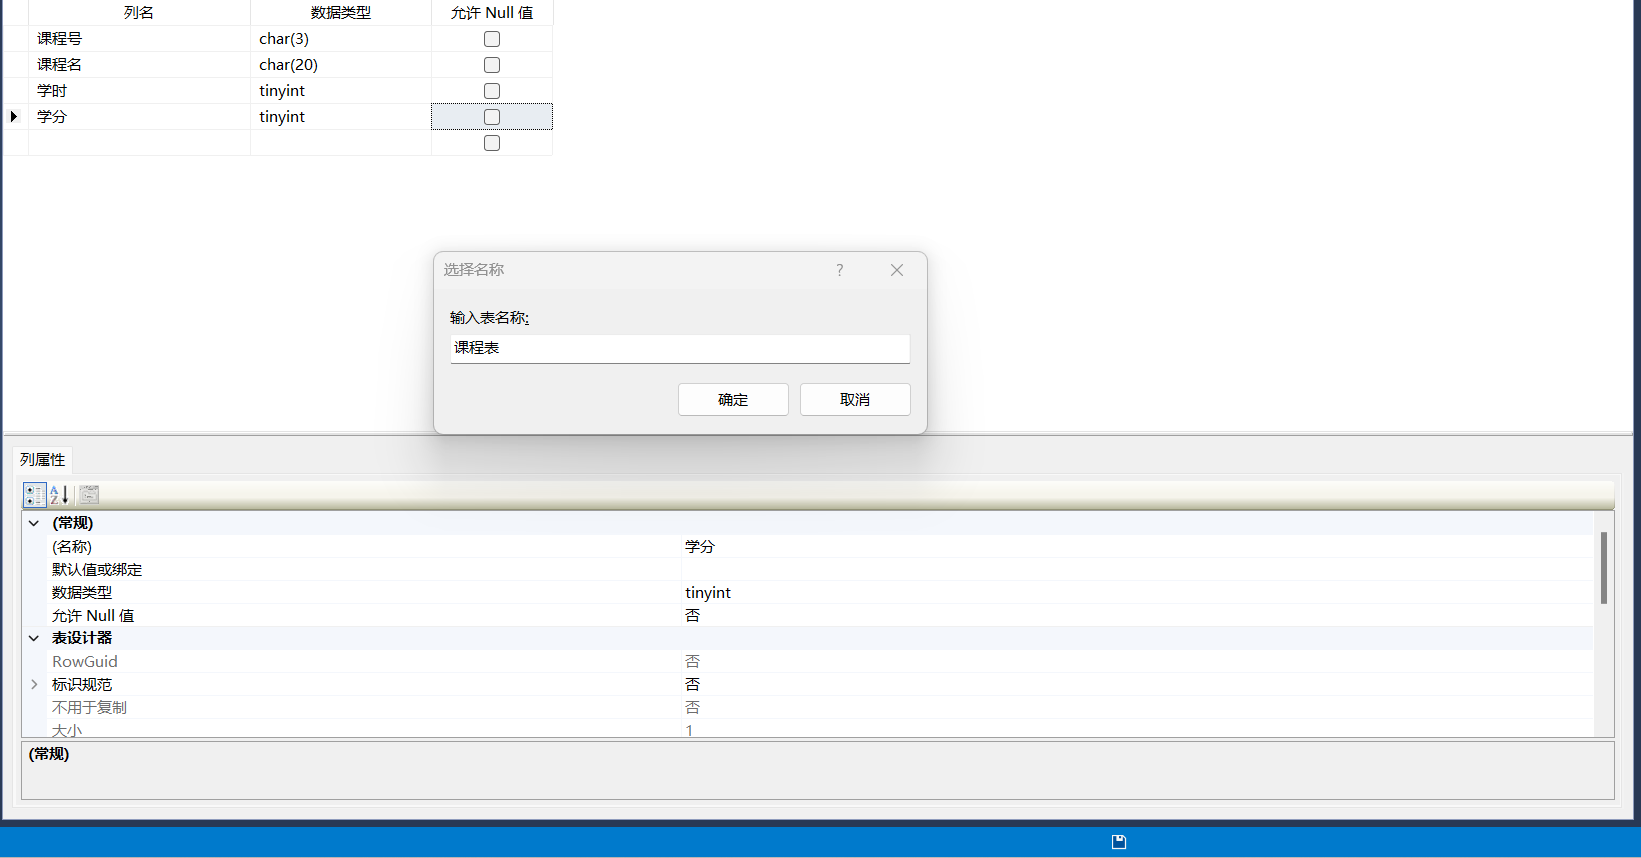 列名 数据类型 允许 Null 值
课程号 char(3)
课程名 char(20)
学时 tinyint
学分 tinyint
选择名称 ?
输入表名称:
课程表
确定 取消
列属性
(常规)
(名称) 学分
默认值或绑定
数据类型 tinyint
允许 Null 值 否
表设计器
RowGuid 否
标识规范 否
不用于复制 否
大小 1
(常规)